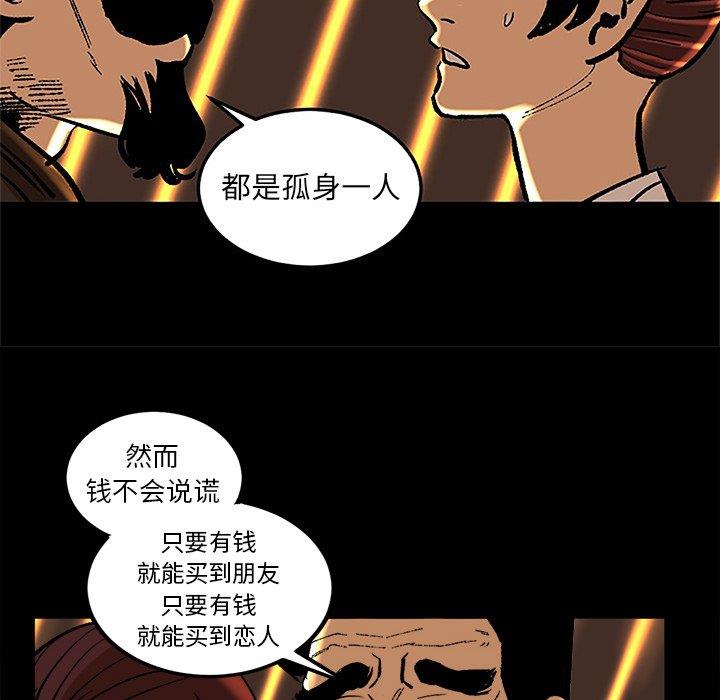 都是孤身一人
然而
钱不会说谎
只要有钱
就能买到朋友
只要有钱
就能买到恋人